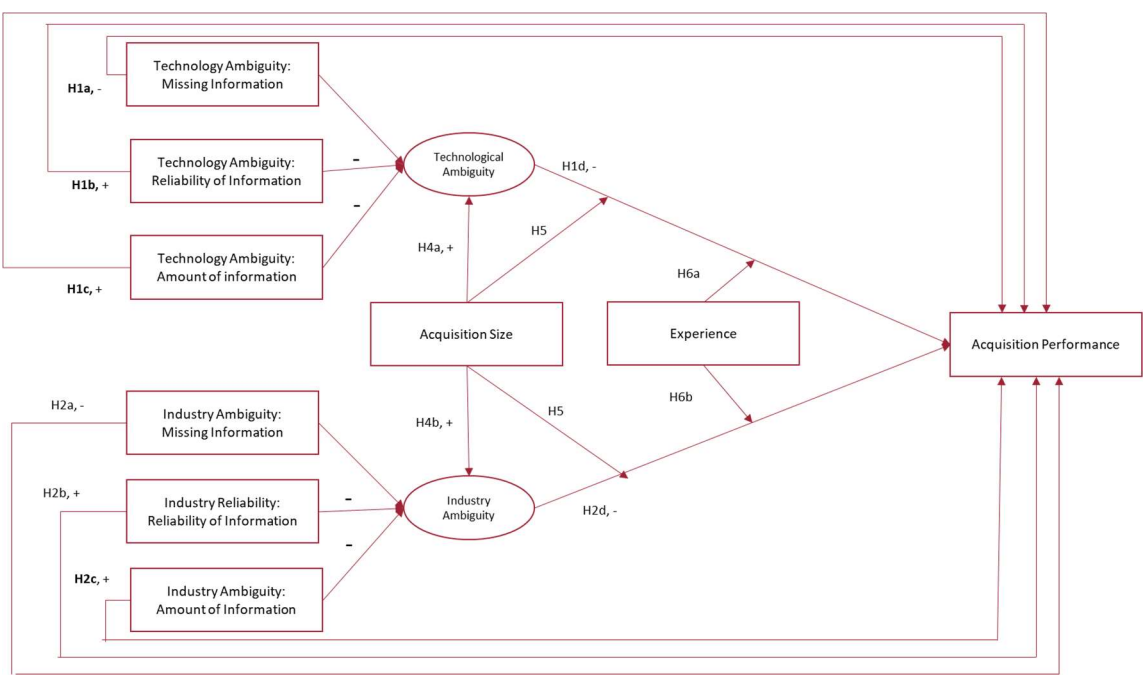 Technology Ambiguity:
Missing Information
H1a, -
Technology Ambiguity:
Reliability of Information
-
H1b, +
-
Technology Ambiguity:
Amount of information
H1c, +
Technological
Ambiguity
H1d, -
H4a, +
H5
H6a
Acquisition Size
Experience
Acquisition Performance
H4b, +
H5
H6b
H2a, -
Industry Ambiguity:
Missing Information
H2b, +
Industry Reliability:
Reliability of Information
-
Industry
Ambiguity
H2d, -
-
H2c, +
Industry Ambiguity:
Amount of Information